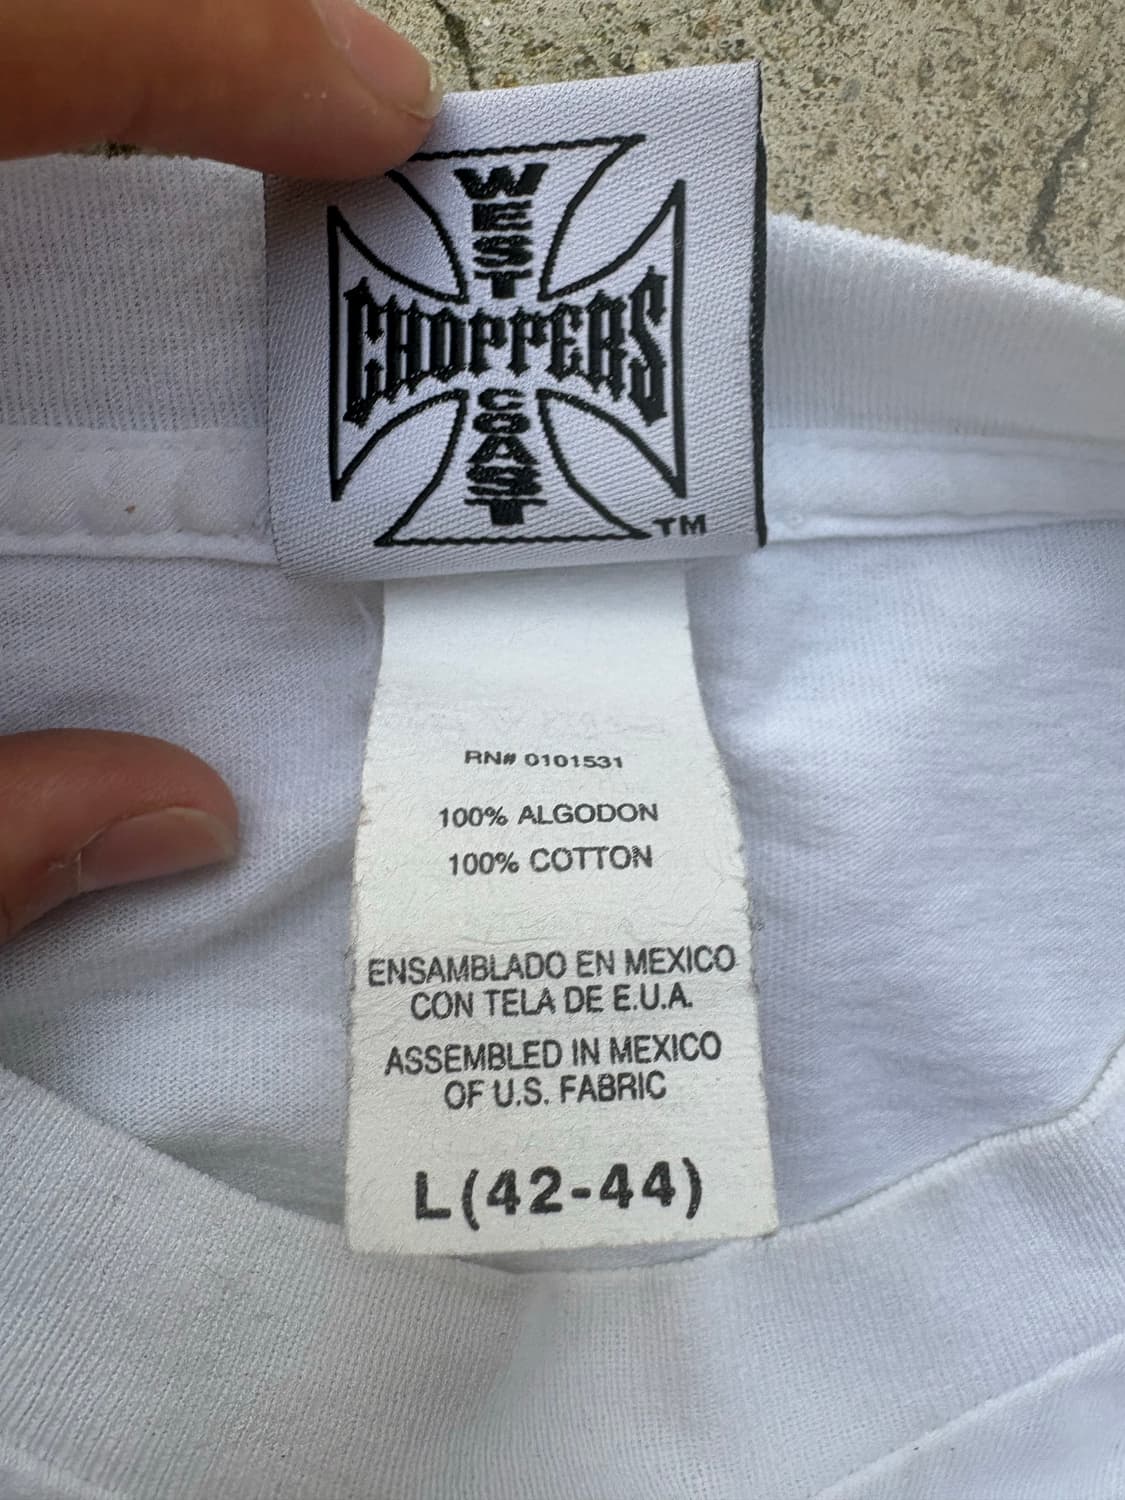 WEST
CHOPPERS
COAST
TM
RN# 0101531
100% ALGODON
100% COTTON
ENSAMBLADO EN MEXICO
CON TELA DE E.U.A.
ASSEMBLED IN MEXICO
OF U.S. FABRIC
L(42-44)